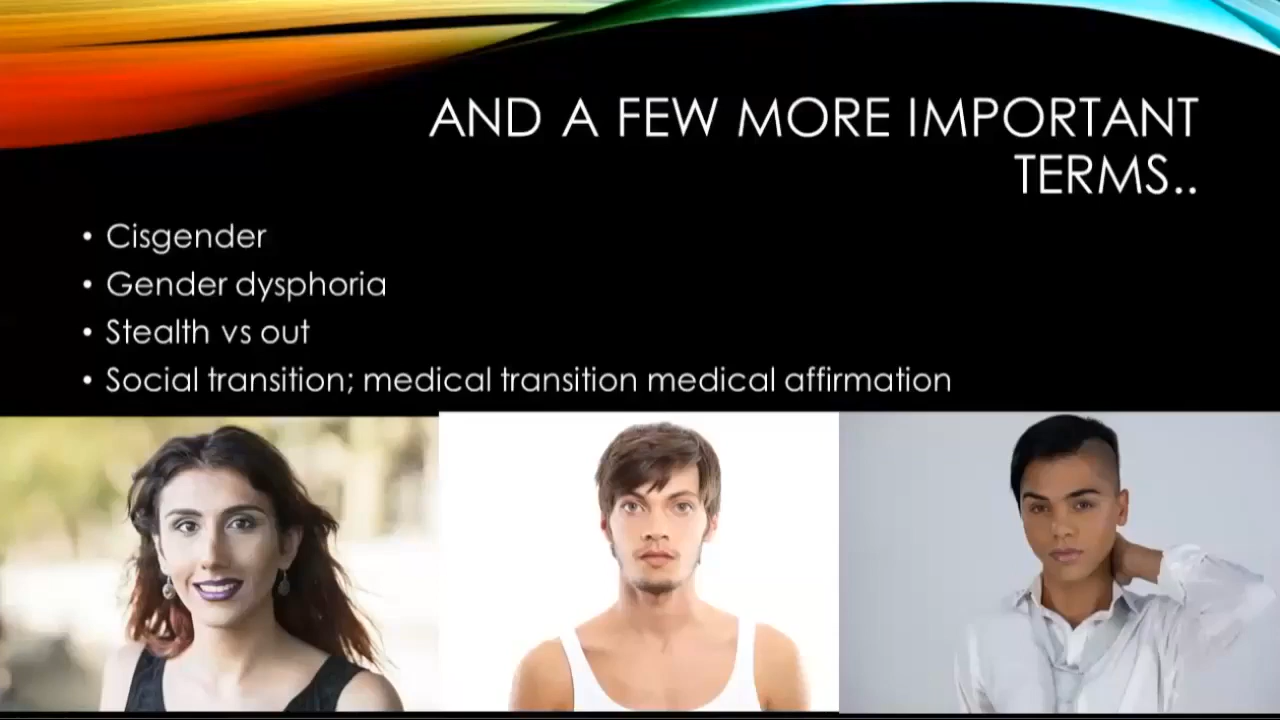 AND A FEW MORE IMPORTANT
TERMS..
• Cisgender
• Gender dysphoria
• Stealth vs out
• Social transition; medical transition medical affirmation